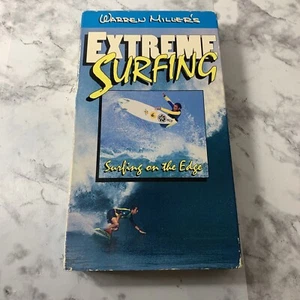 WARREN MILLER'S
EXTREME
SURFING
Surfing on the Edge